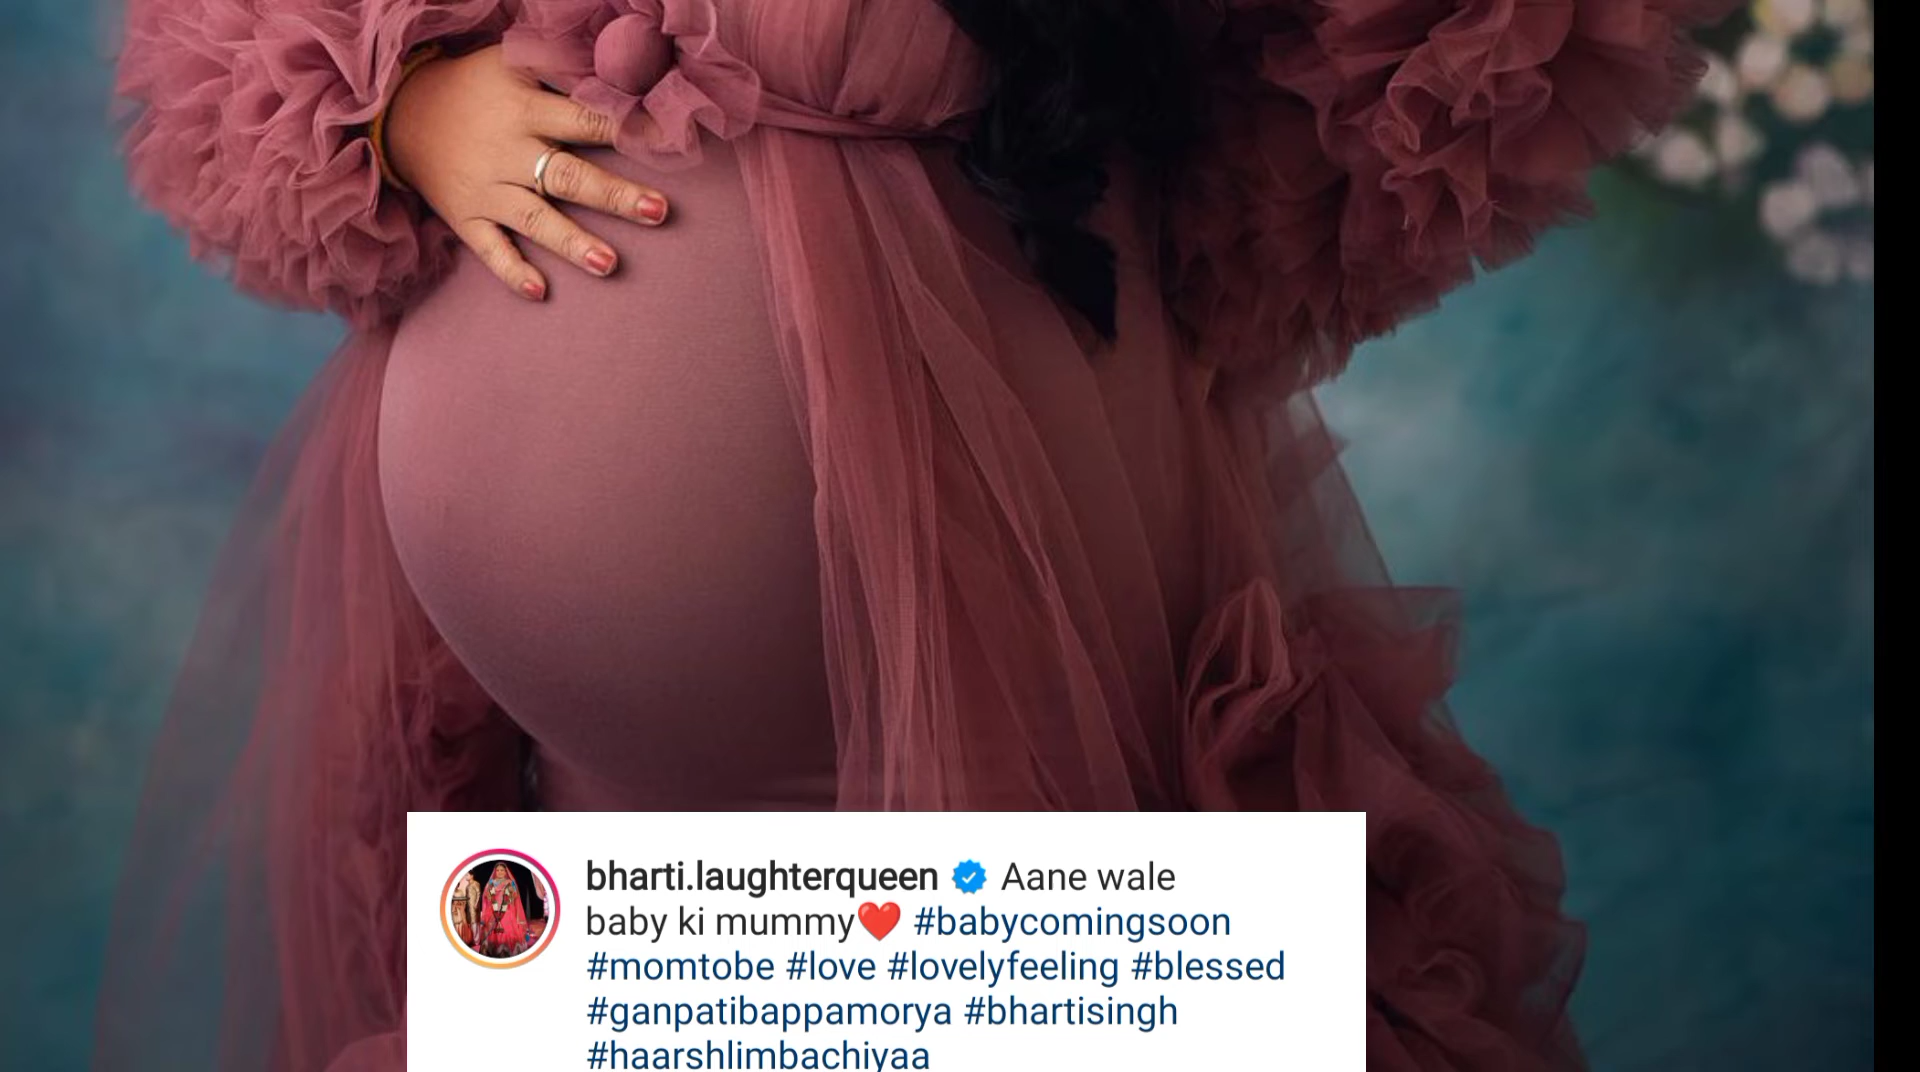 bharti.laughterqueen Aane wale
baby ki mummy❤️ #babycomingsoon
#momtobe #love #lovelyfeeling #blessed
#ganpatibappamorya #bhartisingh
#haarshlimbachiyaa